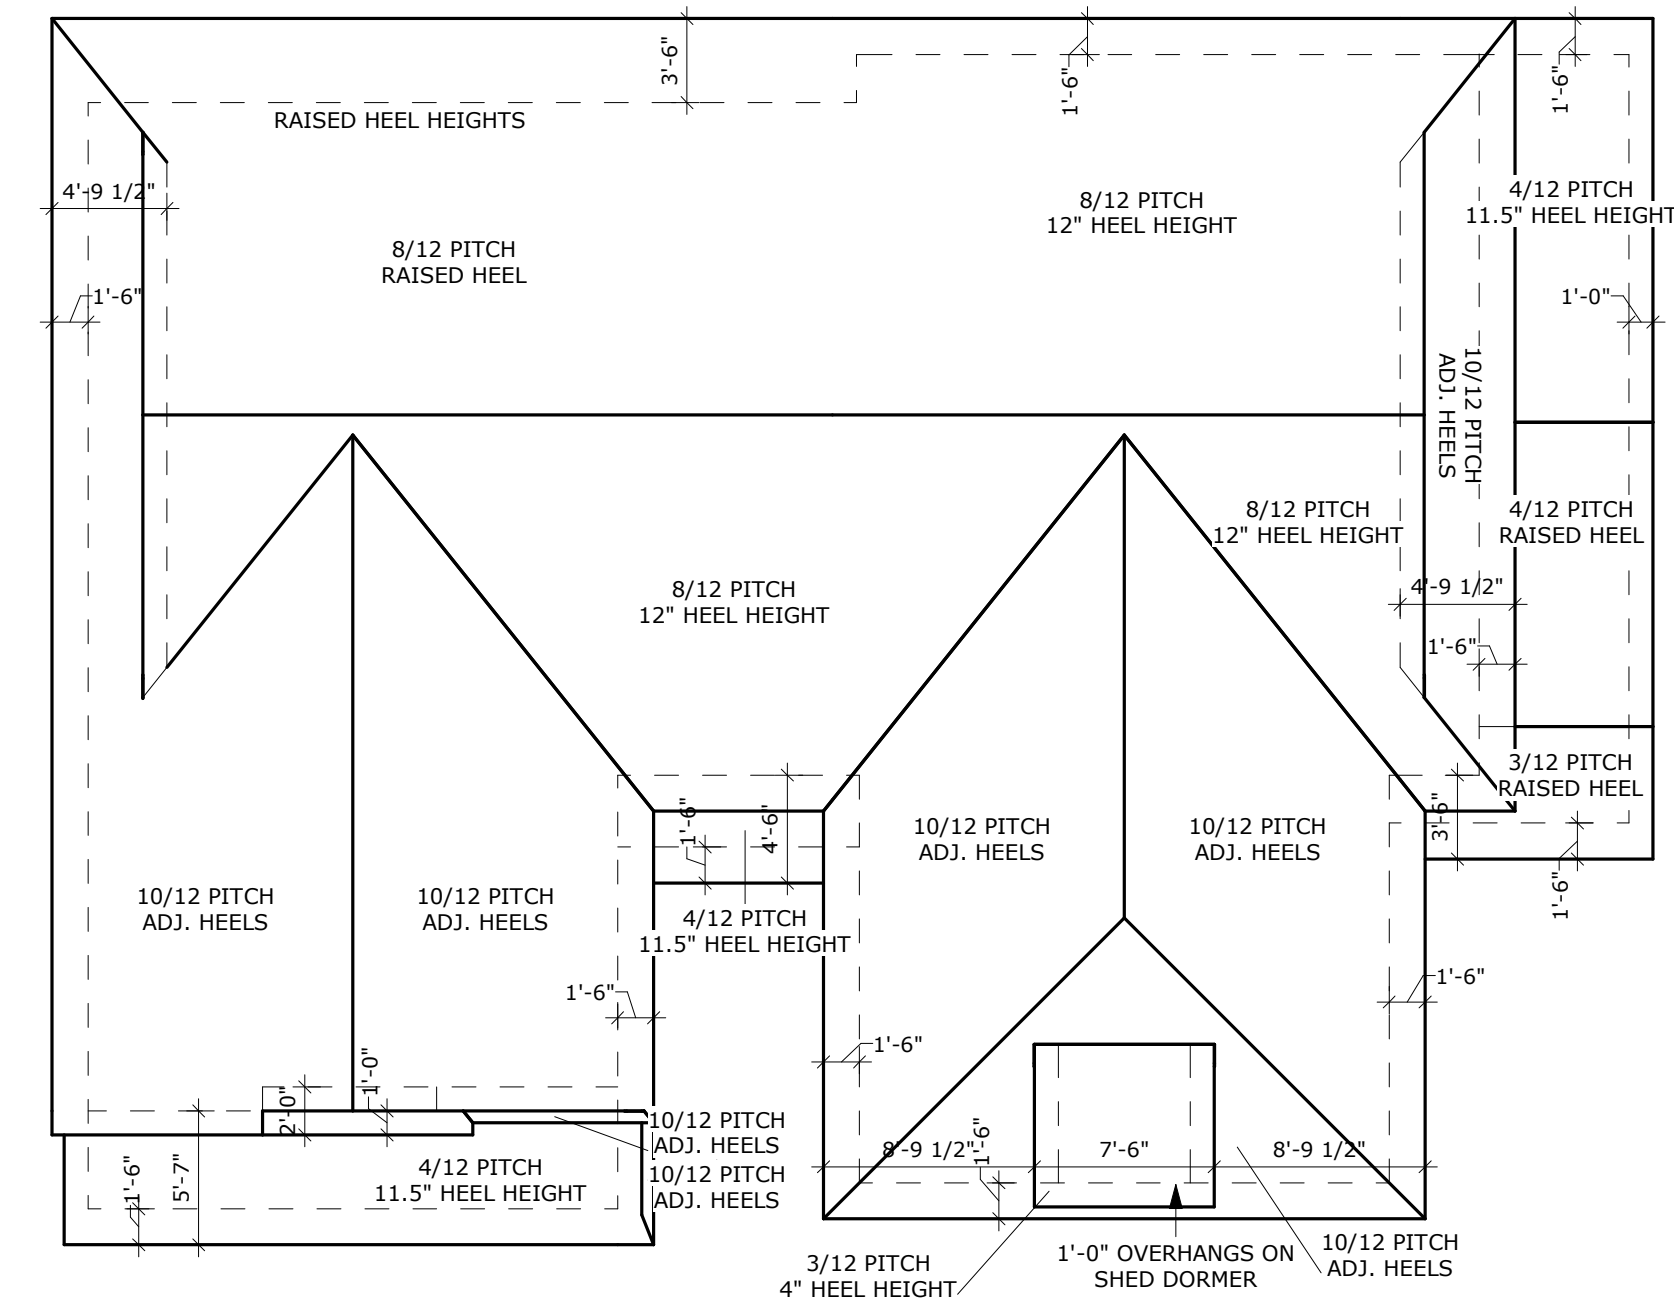 3'-6"
1'-6"
1'-6"
RAISED HEEL HEIGHTS
4'-9 1/2"
8/12 PITCH
RAISED HEEL
8/12 PITCH
12" HEEL HEIGHT
4/12 PITCH
11.5" HEEL HEIGHT
1'-6"
1'-0"
10/12 PITCH
ADJ. HEELS
8/12 PITCH
12" HEEL HEIGHT
4/12 PITCH
RAISED HEEL
8/12 PITCH
12" HEEL HEIGHT
4'-9 1/2"
1'-6"
3/12 PITCH
RAISED HEEL
1'-6"
4'-6"
3'-6"
10/12 PITCH
ADJ. HEELS
10/12 PITCH
ADJ. HEELS
10/12 PITCH
ADJ. HEELS
10/12 PITCH
ADJ. HEELS
4/12 PITCH
11.5" HEEL HEIGHT
1'-6"
1'-6"
1'-6"
1'-6"
1'-0"
2'-0"
10/12 PITCH
ADJ. HEELS
10/12 PITCH
ADJ. HEELS
1'-6"
5'-7"
4/12 PITCH
11.5" HEEL HEIGHT
8'-9 1/2"
1'-6"
7'-6"
8'-9 1/2"
3/12 PITCH
4" HEEL HEIGHT
1'-0" OVERHANGS ON
SHED DORMER
10/12 PITCH
ADJ. HEELS